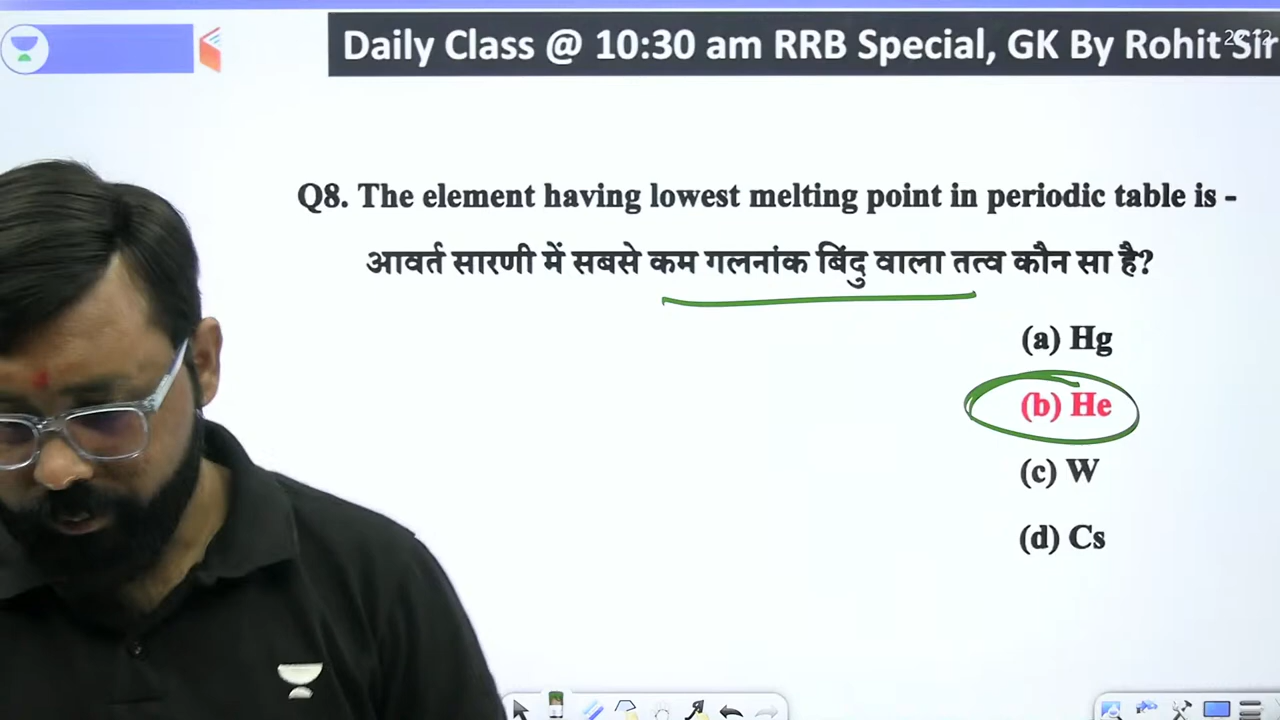 Daily Class @ 10:30 am RRB Special, GK By Rohit Sir
Q8. The element having lowest melting point in periodic table is -
आवर्त सारणी में सबसे कम गलनांक बिंदु वाला तत्व कौन सा है?
(a) Hg
(b) He
(c) W
(d) Cs